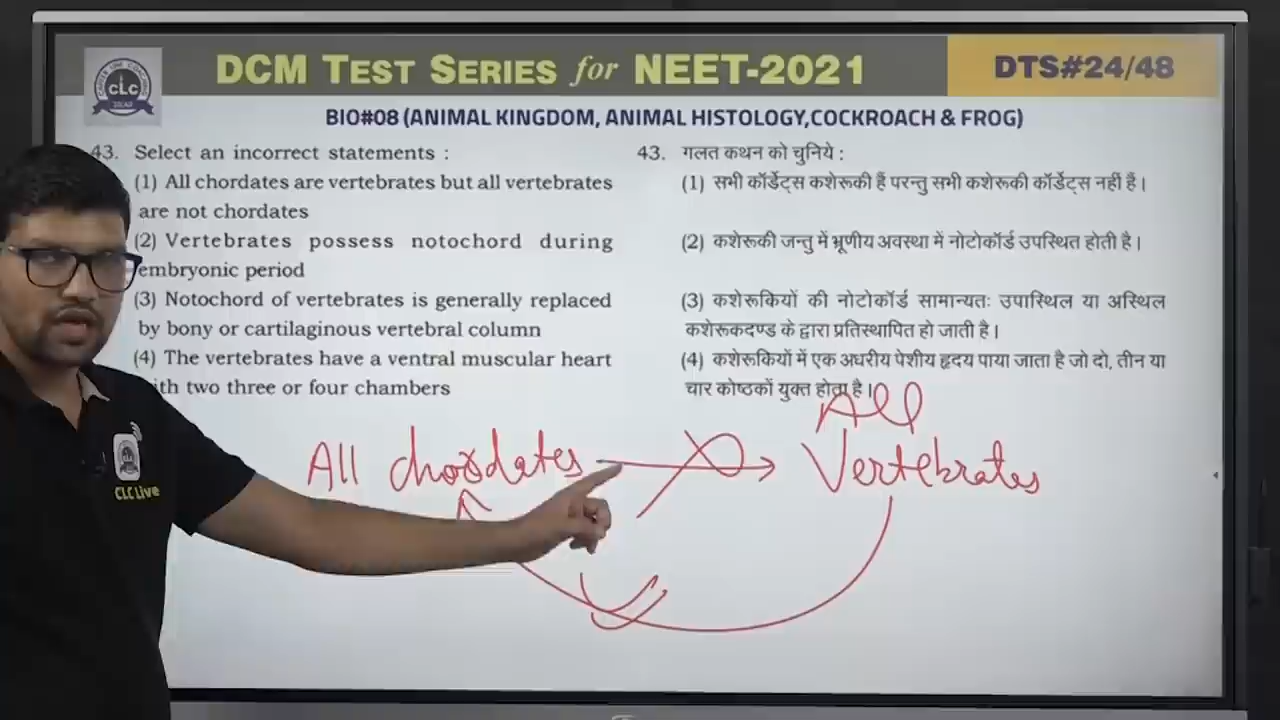 DCM TEST SERIES for NEET-2021
DTS#24/48
CLC
BIO#08 (ANIMAL KINGDOM, ANIMAL HISTOLOGY,COCKROACH & FROG)
43. Select an incorrect statements :
(1) All chordates are vertebrates but all vertebrates
are not chordates
(2) Vertebrates possess notochord during
embryonic period
(3) Notochord of vertebrates is generally replaced
by bony or cartilaginous vertebral column
(4) The vertebrates have a ventral muscular heart
ith two three or four chambers
43. गलत कथन को चुनिये :
(1) सभी कॉर्डेट्स कशेरूकी हैं परन्तु सभी कशेरूकी कॉर्डेट्स नहीं हैं।
(2) कशेरूकी जन्तु में भ्रूणीय अवस्था में नोटोकॉर्ड उपस्थित होती है।
(3) कशेरूकियों की नोटोकॉर्ड सामान्यतः उपास्थिल या अस्थिल
कशेरूकदण्ड के द्वारा प्रतिस्थापित हो जाती है।
(4) कशेरूकियों में एक अधरीय पेशीय हृदय पाया जाता है जो दो, तीन या
चार कोष्ठकों युक्त होता है।
All chordates
All
Vertebrates
CLC Live